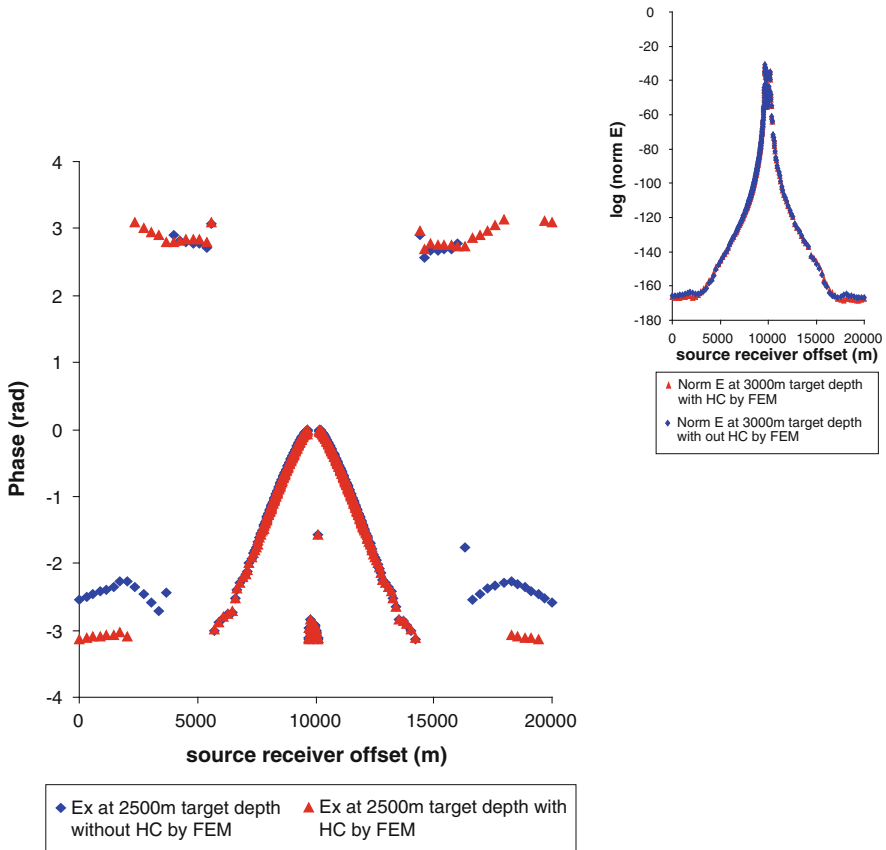 4
3
2
1
0
-1
-2
-3
-4
Phase (rad)
0
5000
10000
15000
20000
source receiver offset (m)
Ex at 2500m target depth
without HC by FEM
Ex at 2500m target depth with
HC by FEM
0
-20
-40
-60
-80
-100
-120
-140
-160
-180
log (norm E)
0
5000
10000
15000
20000
source receiver offset (m)
Norm E at 3000m target depth
with HC by FEM
Norm E at 3000m target depth
with out HC by FEM